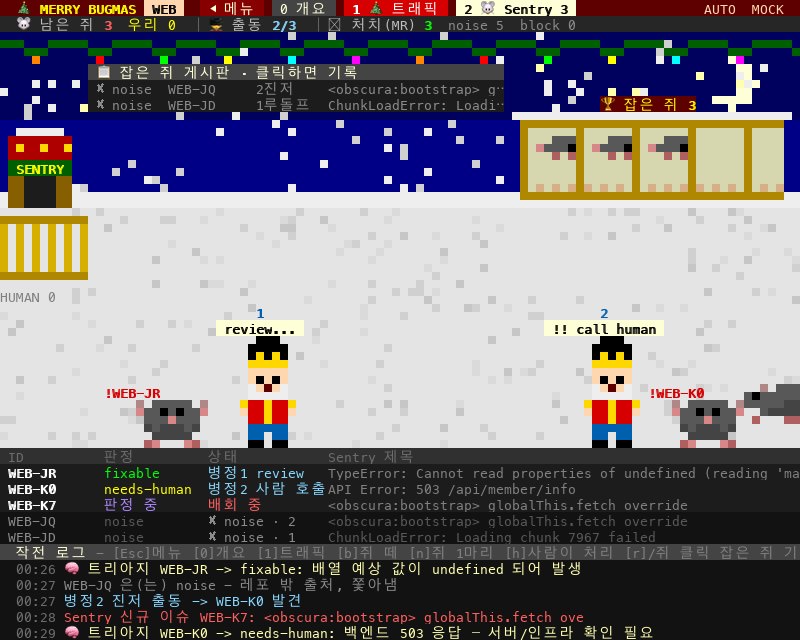 🎄 MERRY BUGMAS WEB ◀ 메뉴 0 개요 1 🎄 트래픽 2 🐭 Sentry 3 AUTO MOCK
🐭 남은 쥐 3 우리 0 | 출동 2/3 | 처치(MR) 3 noise 5 block 0
📋 잡은 쥐 게시판 · 클릭하면 기록
✘ noise WEB-JQ 2진저 <obscura:bootstrap> g⋯
✘ noise WEB-JD 1루돌프 ChunkLoadError: Loadi⋯
🏆 잡은 쥐 3
SENTRY
HUMAN 0
1
review...
2
!! call human
!WEB-JR
!WEB-K0
ID 판정 상태 Sentry 제목
WEB-JR fixable 병정1 review TypeError: Cannot read properties of undefined (reading 'ma
WEB-K0 needs-human 병정2 사람 호출 API Error: 503 /api/member/info
WEB-K7 판정 중 배회 중 <obscura:bootstrap> globalThis.fetch override
WEB-JQ noise ✘ noise · 2 <obscura:bootstrap> globalThis.fetch override
WEB-JD noise ✘ noise · 1 ChunkLoadError: Loading chunk 7967 failed
작전 로그 — [Esc]메뉴 [0]개요 [1]트래픽 [b]쥐 떼 [n]쥐 1마리 [h]사람이 처리 [r]/쥐 클릭 잡은 쥐 기
00:26 🧠 트리아지 WEB-JR -> fixable: 배열 예상 값이 undefined 되어 발생
00:27 WEB-JQ 은(는) noise — 레포 밖 출처, 쫓아냄
00:27 병정2 진저 출동 -> WEB-K0 발견
00:28 Sentry 신규 이슈 WEB-K7: <obscura:bootstrap> globalThis.fetch ove
00:29 🧠 트리아지 WEB-K0 -> needs-human: 백엔드 503 응답 — 서버/인프라 확인 필요